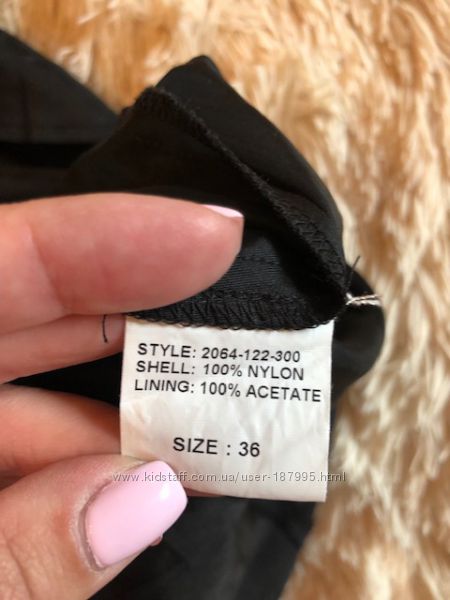 STYLE: 2064-122-300
SHELL: 100% NYLON
LINING: 100% ACETATE
SIZE : 36
www.kidstaff.com.ua/user-187995.html